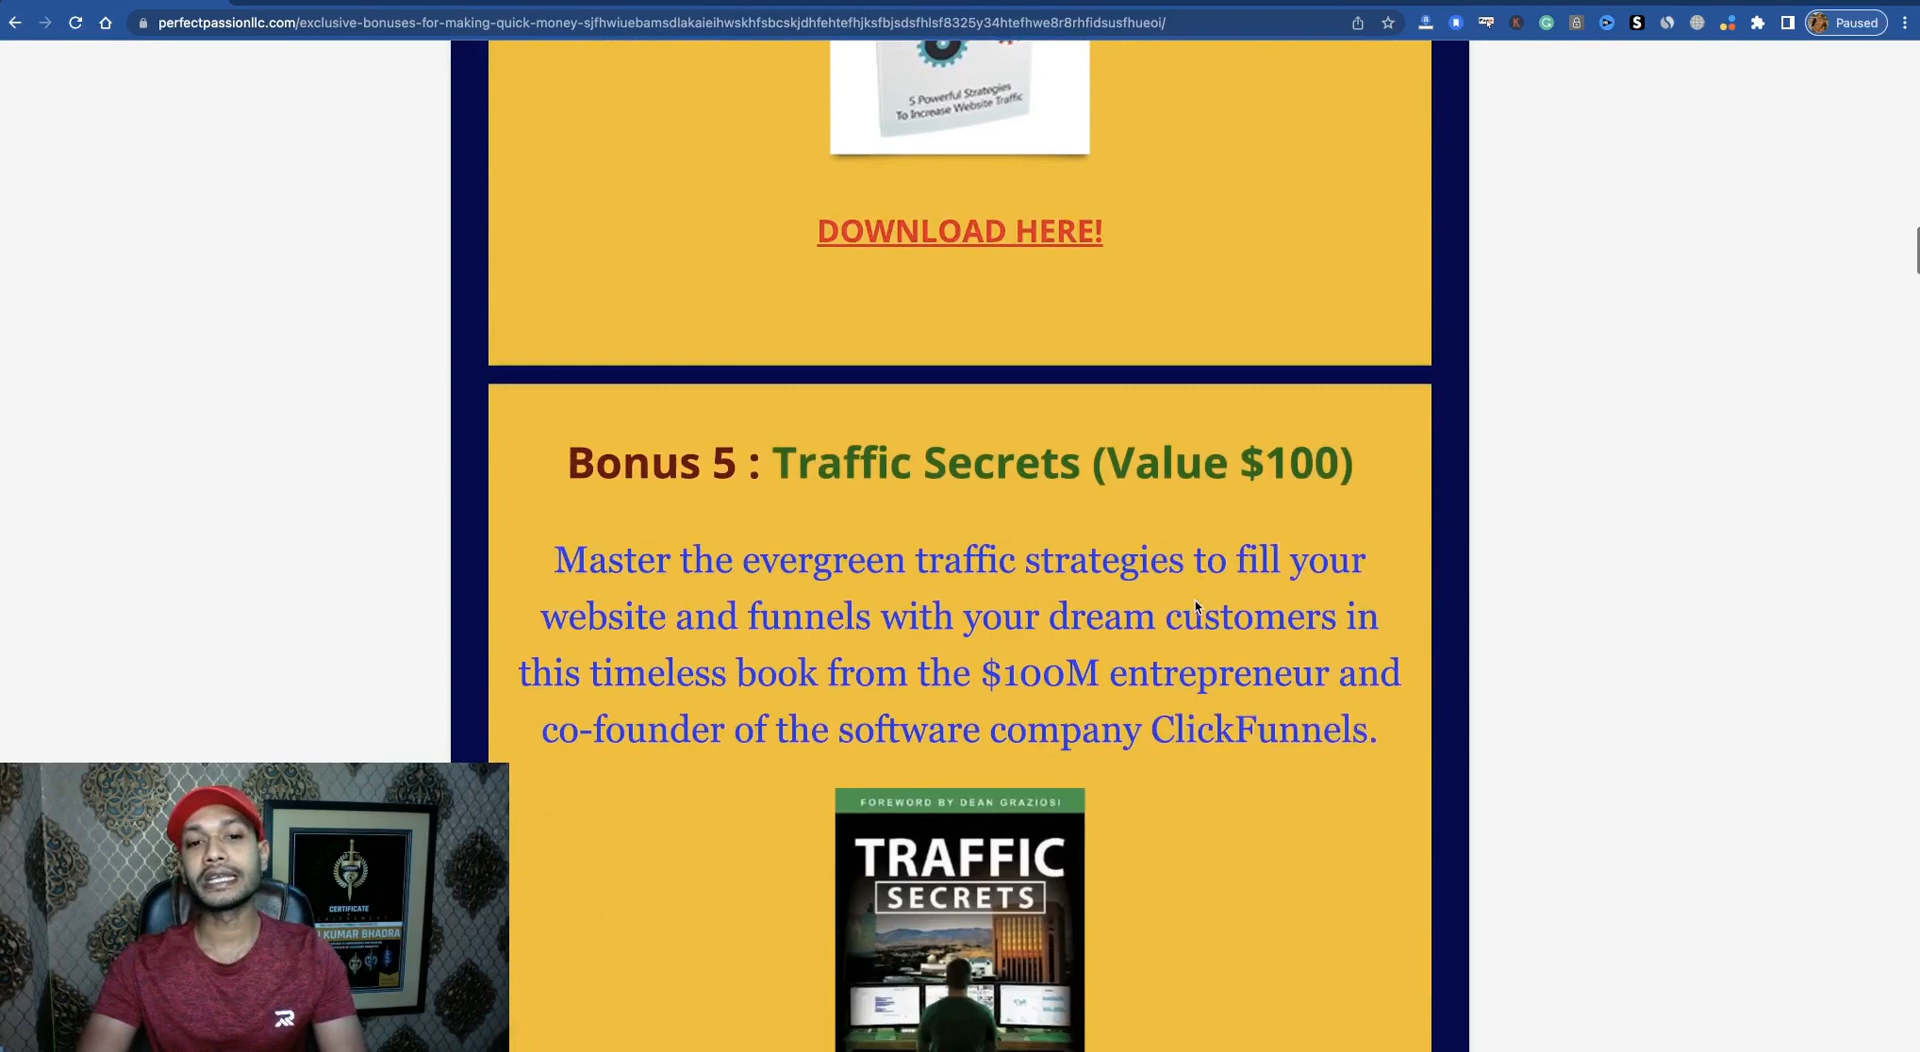 perfectpassionllc.com/exclusive-bonuses-for-making-quick-money-sjfhwiuebamsdlakaieihwskhfsbcskjdhfehtefhjksfbjsdsfhlsf8325y34htefhwe8r8rhfidsusfhueoi/
Paused
5 Powerful Strategies
To Increase Website Traffic
DOWNLOAD HERE!
Bonus 5 : Traffic Secrets (Value $100)
Master the evergreen traffic strategies to fill your
website and funnels with your dream customers in
this timeless book from the $100M entrepreneur and
co-founder of the software company ClickFunnels.
FOREWORD BY DEAN GRAZIOSI
TRAFFIC
SECRETS
CERTIFICATE
KUMAR BHADRA